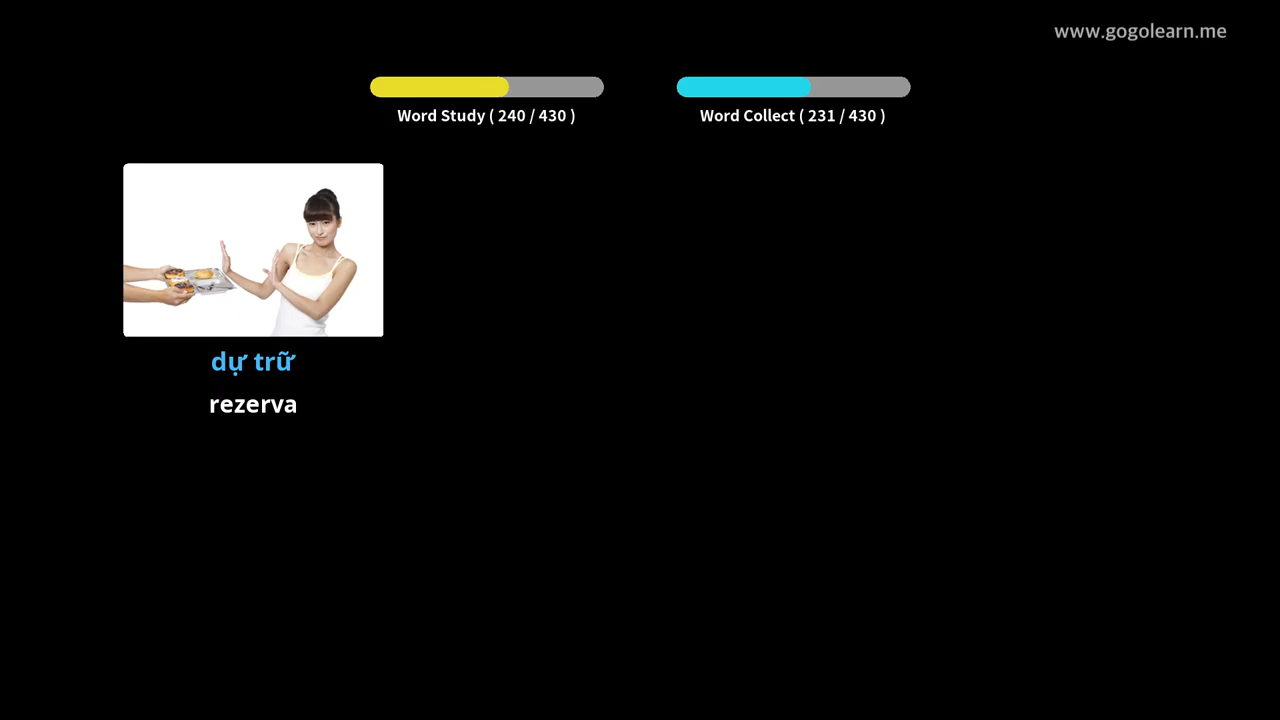 www.gogolearn.me
Word Study ( 240 / 430 )
Word Collect ( 231 / 430 )
dự trữ
rezerva